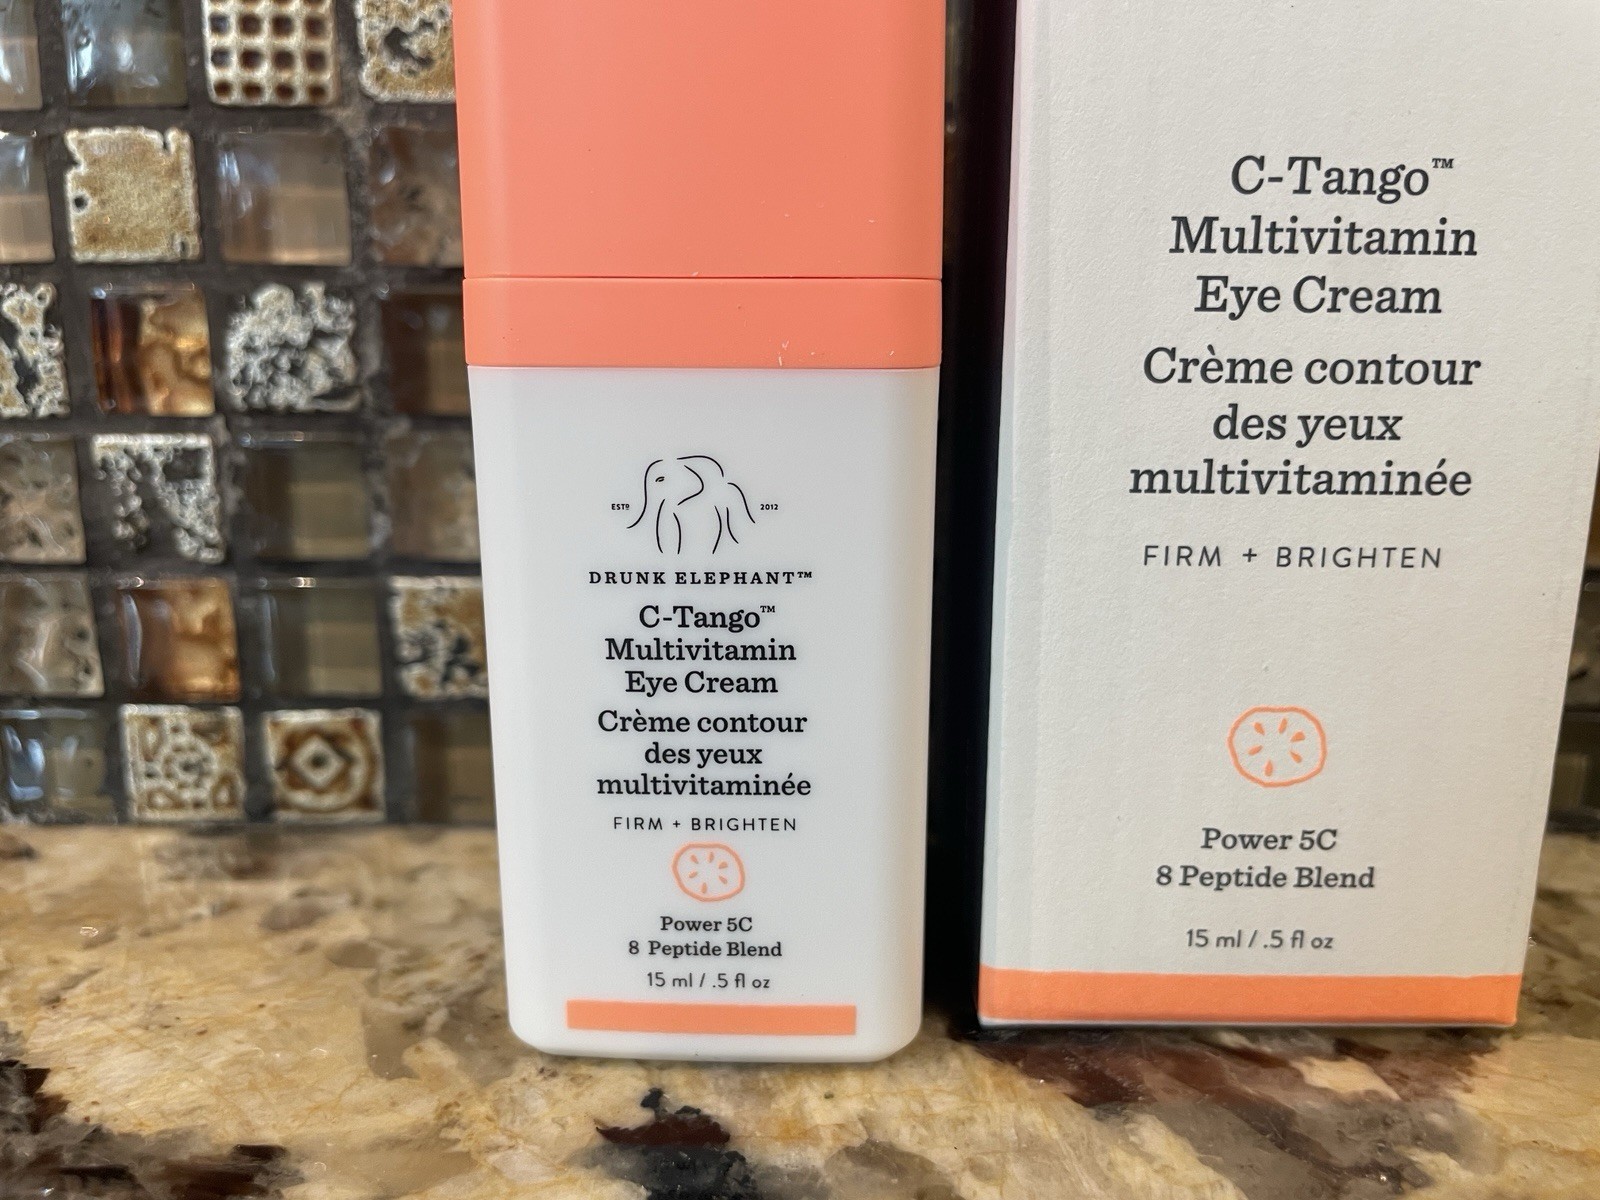 ESTD 2012
DRUNK ELEPHANT™
C-Tango™
Multivitamin
Eye Cream
Crème contour
des yeux
multivitaminée
FIRM + BRIGHTEN
Power 5C
8 Peptide Blend
15 ml / .5 fl oz
C-Tango™
Multivitamin
Eye Cream
Crème contour
des yeux
multivitaminée
FIRM + BRIGHTEN
Power 5C
8 Peptide Blend
15 ml / .5 fl oz